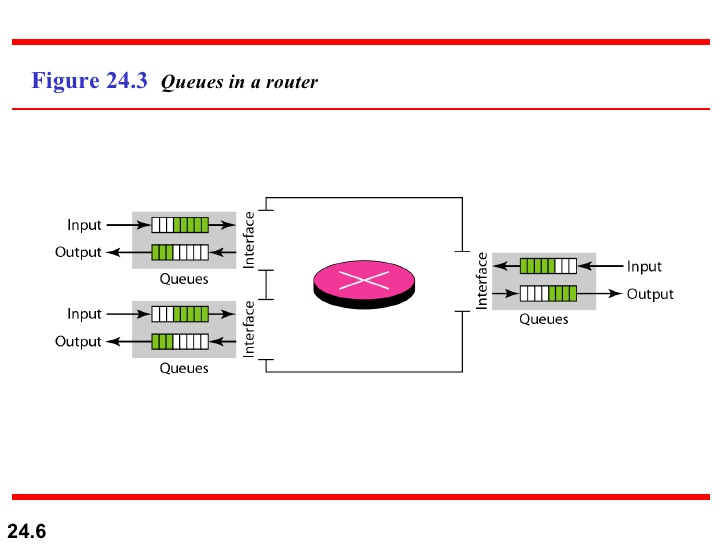 Figure 24.3 Queues in a router
Input
Output
Queues
Interface
Input
Output
Queues
Interface
Interface
Input
Output
Queues
24.6